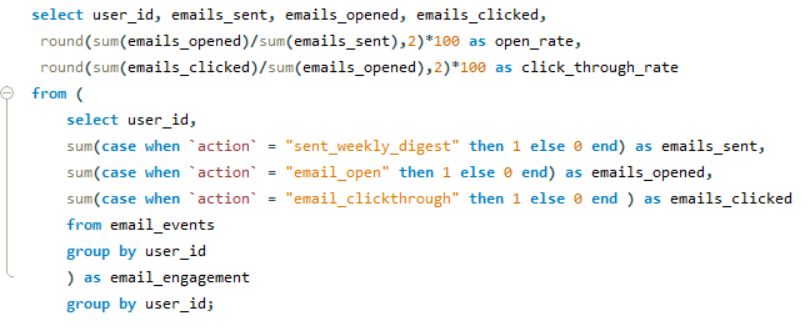 select user_id, emails_sent, emails_opened, emails_clicked,
round(sum(emails_opened)/sum(emails_sent),2)*100 as open_rate,
round(sum(emails_clicked)/sum(emails_opened),2)*100 as click_through_rate
from (
select user_id,
sum(case when `action` = "sent_weekly_digest" then 1 else 0 end) as emails_sent,
sum(case when `action` = "email_open" then 1 else 0 end) as emails_opened,
sum(case when `action` = "email_clickthrough" then 1 else 0 end ) as emails_clicked
from email_events
group by user_id
) as email_engagement
group by user_id;